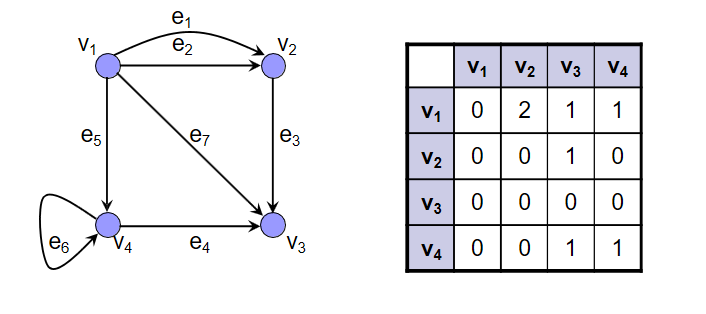 e₁
v₁
e₂
v₂
e₅
e₇
e₃
e₆
v₄
e₄
v₃
v₁ v₂ v₃ v₄
v₁ 0 2 1 1
v₂ 0 0 1 0
v₃ 0 0 0 0
v₄ 0 0 1 1